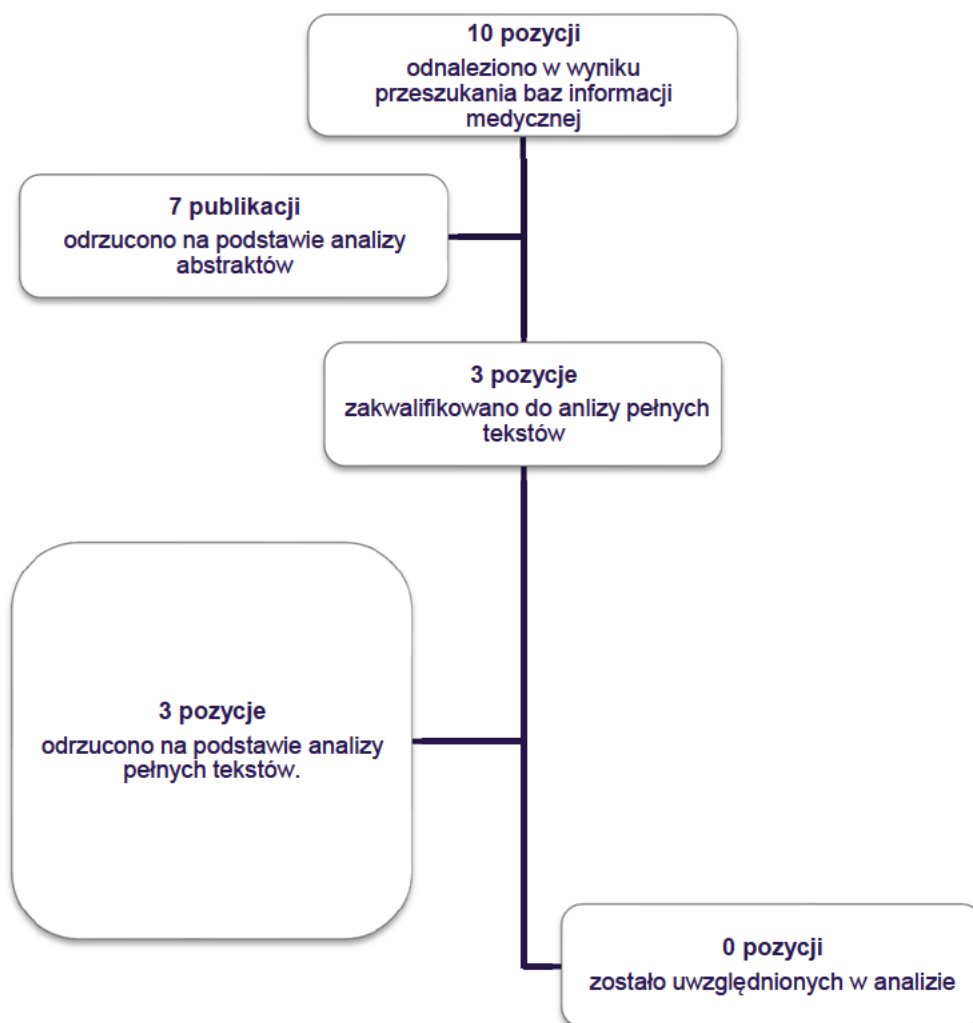 10 pozycji
odnaleziono w wyniku
przeszukania baz informacji
medycznej
7 publikacji
odrzucono na podstawie analizy
abstraktów
3 pozycje
zakwalifikowano do anlizy pełnych
tekstów
3 pozycje
odrzucono na podstawie analizy
pełnych tekstów.
0 pozycji
zostało uwzględnionych w analizie